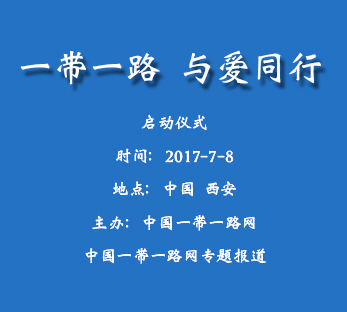 一带一路 与爱同行
启动仪式
时间：2017-7-8
地点：中国 西安
主办：中国一带一路网
中国一带一路网专题报道